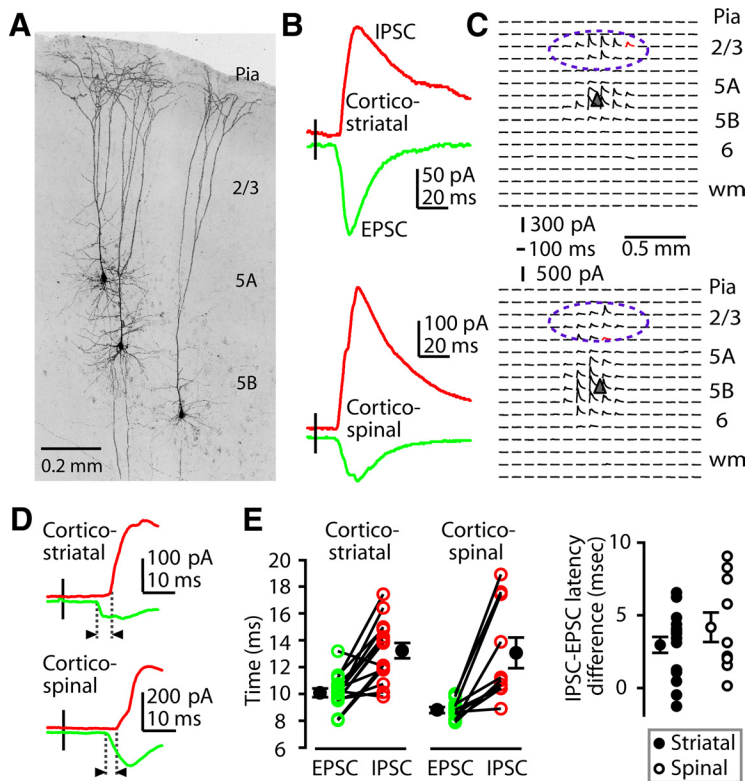 A
Pia
2/3
5A
5B
0.2 mm
B
IPSC
Cortico-
striatal
50 pA
20 ms
EPSC
100 pA
20 ms
Cortico-
spinal
C
Pia
2/3
5A
5B
6
wm
300 pA
100 ms
0.5 mm
500 pA
Pia
2/3
5A
5B
6
wm
D
Cortico-
striatal
100 pA
10 ms
Cortico-
spinal
200 pA
10 ms
E
Cortico-
striatal
Cortico-
spinal
Time (ms)
20
18
16
14
12
10
8
6
EPSC IPSC
EPSC IPSC
IPSC-EPSC latency
difference (msec)
10
5
0
Striatal
Spinal